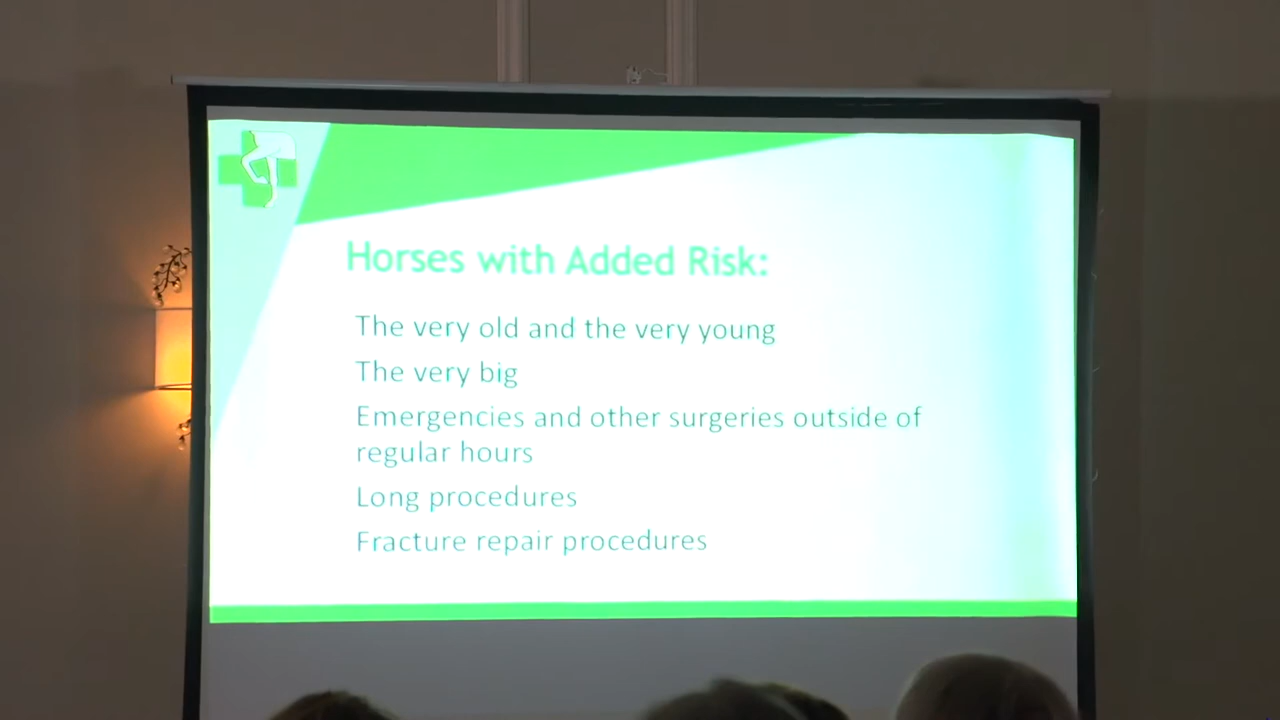 Horses with Added Risk:
The very old and the very young
The very big
Emergencies and other surgeries outside of
regular hours
Long procedures
Fracture repair procedures